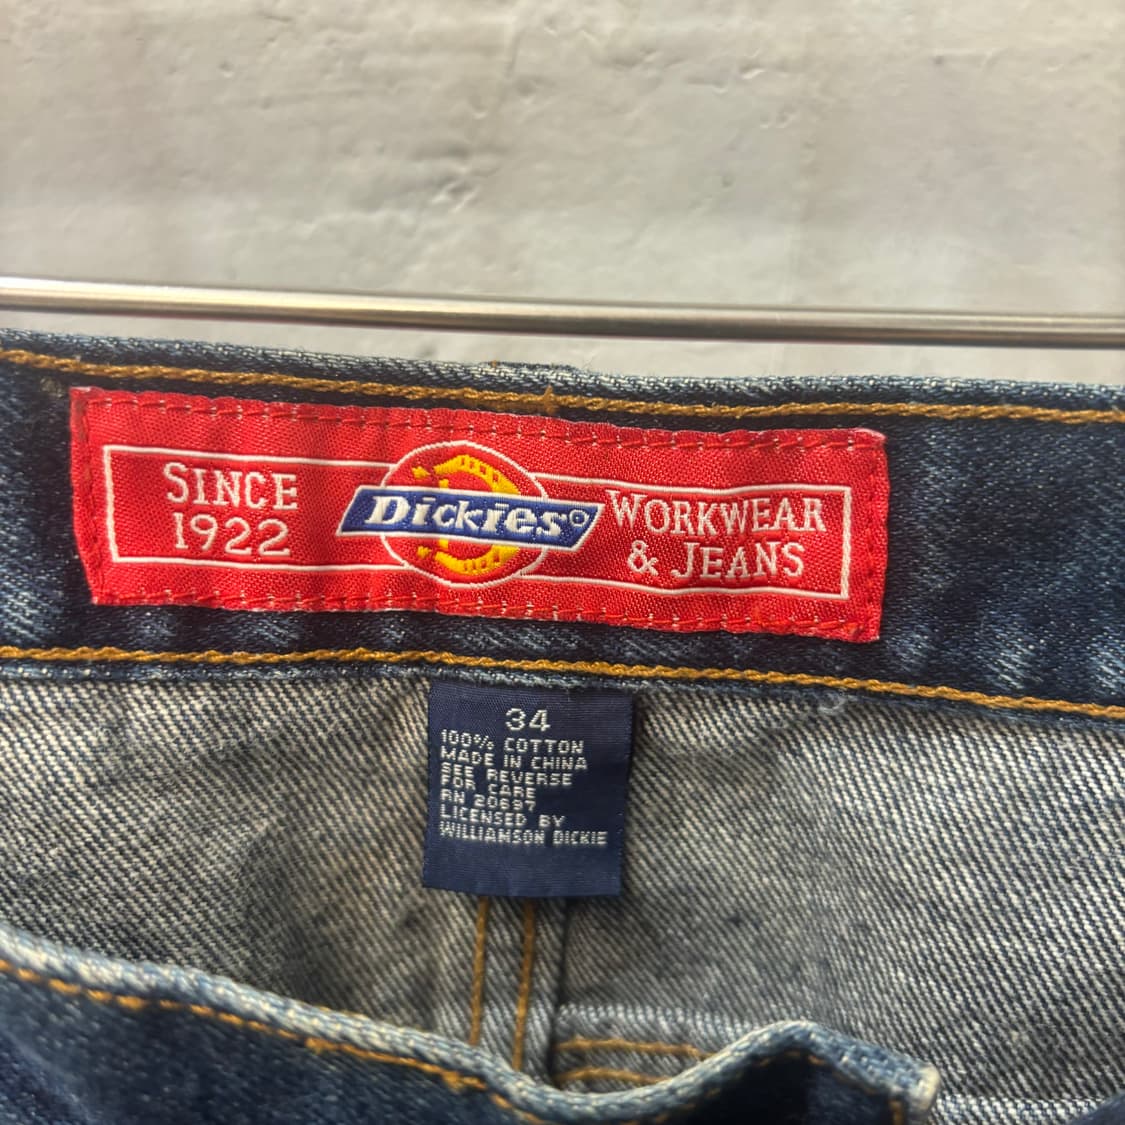 SINCE
1922
Dickies®
WORKWEAR
& JEANS
34
100% COTTON
MADE IN CHINA
SEE REVERSE
FOR CARE
RN 20697
LICENSED BY
WILLIAMSON DICKIE